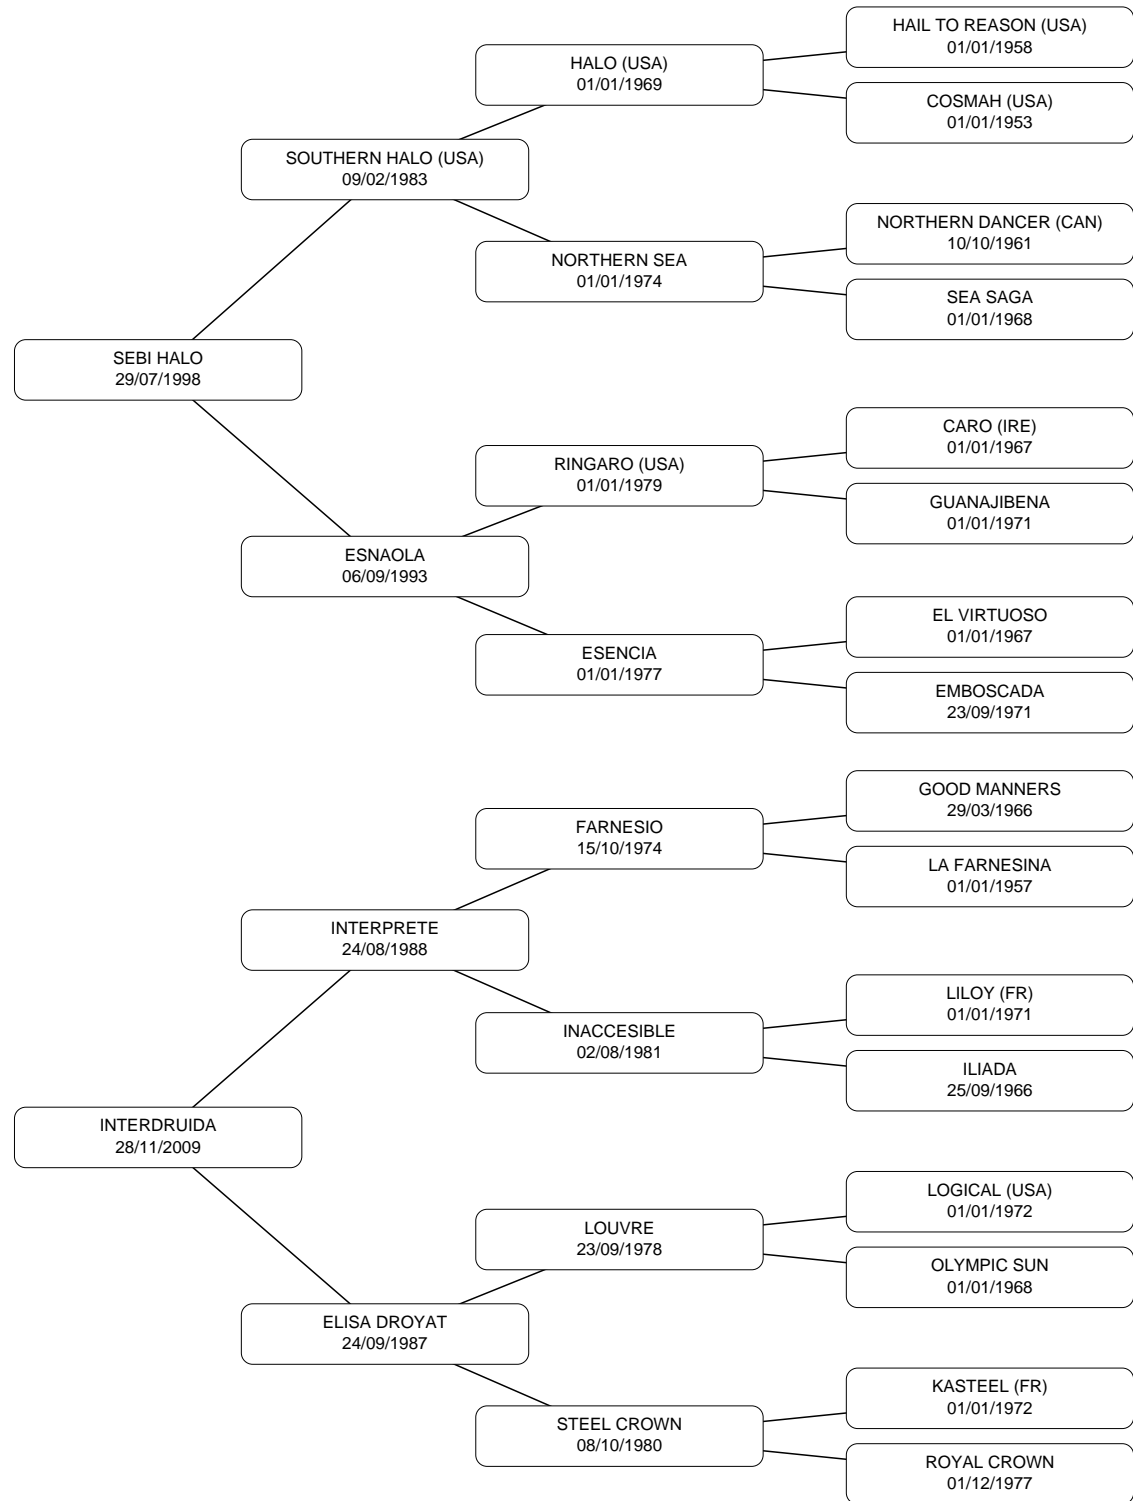 HAIL TO REASON (USA)
01/01/1958
HALO (USA)
01/01/1969
COSMAH (USA)
01/01/1953
SOUTHERN HALO (USA)
09/02/1983
NORTHERN DANCER (CAN)
10/10/1961
NORTHERN SEA
01/01/1974
SEA SAGA
01/01/1968
SEBI HALO
29/07/1998
CARO (IRE)
01/01/1967
RINGARO (USA)
01/01/1979
GUANAJIBENA
01/01/1971
ESNAOLA
06/09/1993
EL VIRTUOSO
01/01/1967
ESENCIA
01/01/1977
EMBOSCADA
23/09/1971
GOOD MANNERS
29/03/1966
FARNESIO
15/10/1974
LA FARNESINA
01/01/1957
INTERPRETE
24/08/1988
LILOY (FR)
01/01/1971
INACCESIBLE
02/08/1981
ILIADA
25/09/1966
INTERDRUIDA
28/11/2009
LOGICAL (USA)
01/01/1972
LOUVRE
23/09/1978
OLYMPIC SUN
01/01/1968
ELISA DROYAT
24/09/1987
KASTEEL (FR)
01/01/1972
STEEL CROWN
08/10/1980
ROYAL CROWN
01/12/1977